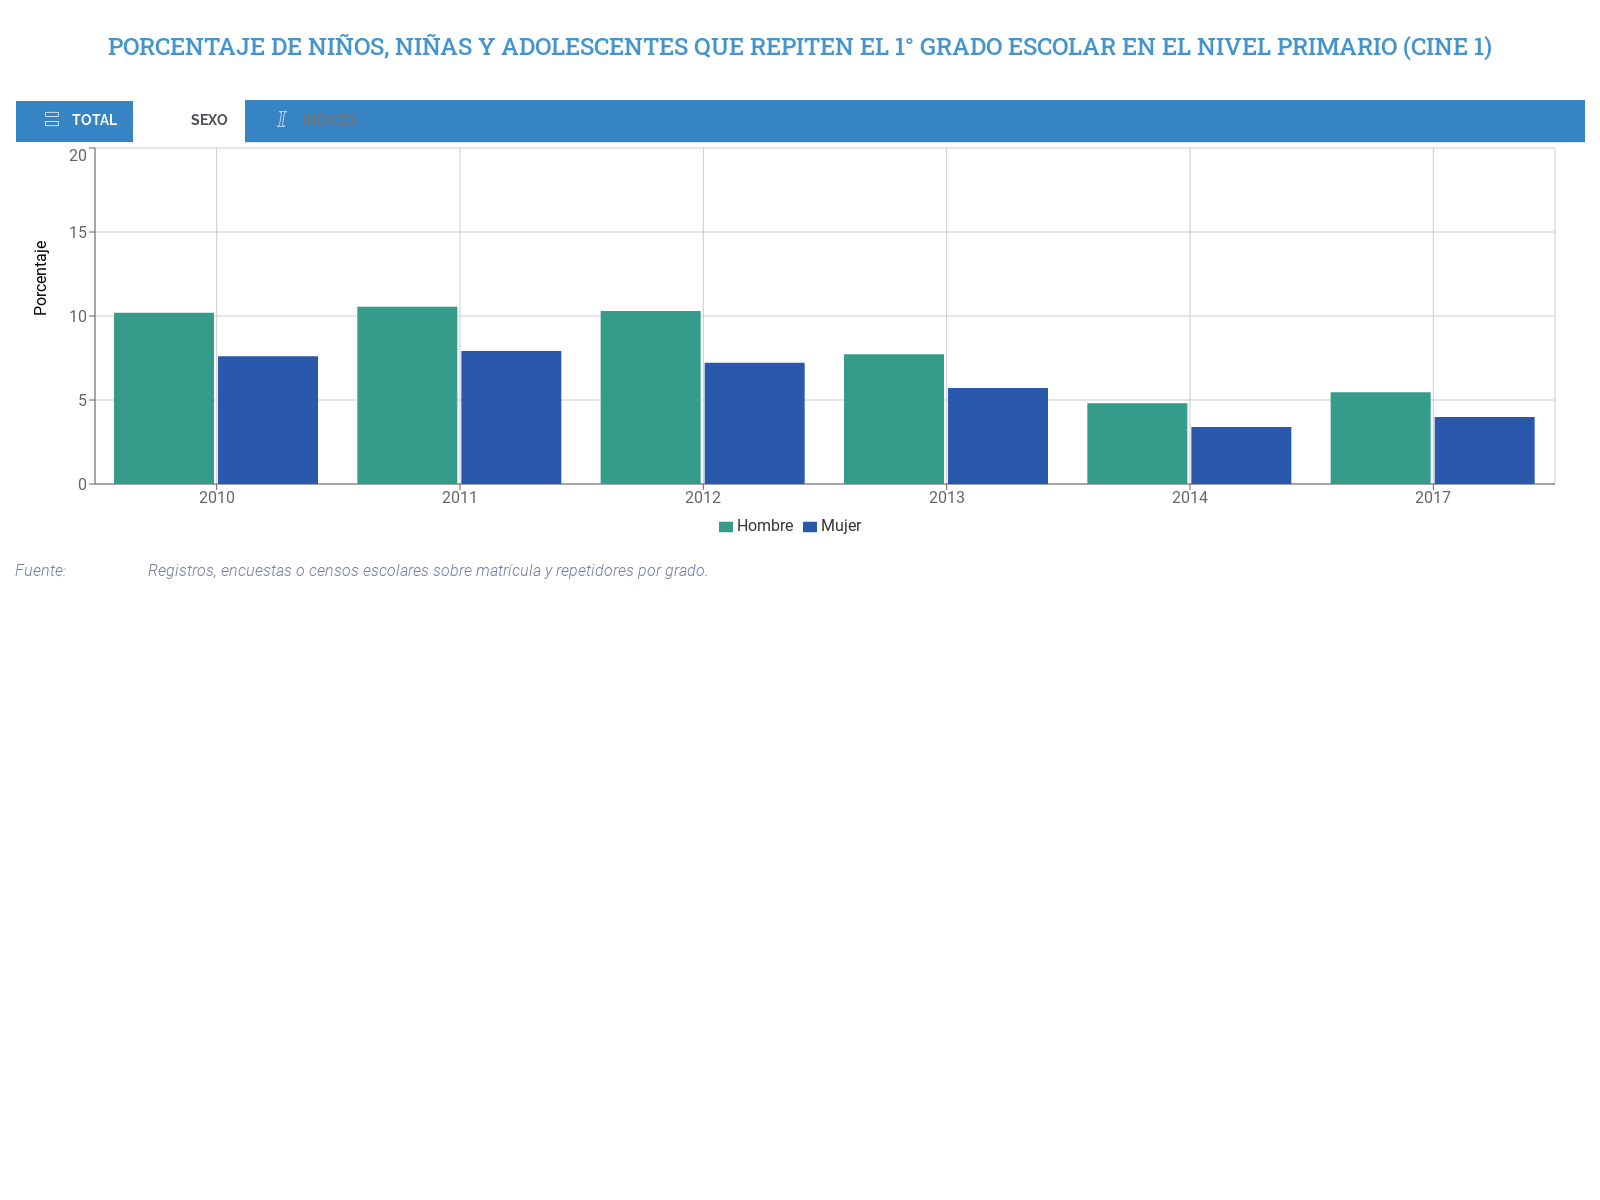 PORCENTAJE DE NIÑOS, NIÑAS Y ADOLESCENTES QUE REPITEN EL 1° GRADO ESCOLAR EN EL NIVEL PRIMARIO (CINE 1)
TOTAL SEXO INDICES
20
15
10
5
0
Porcentaje
2010 2011 2012 2013 2014 2017
Hombre Mujer
Fuente: Registros, encuestas o censos escolares sobre matrícula y repetidores por grado.